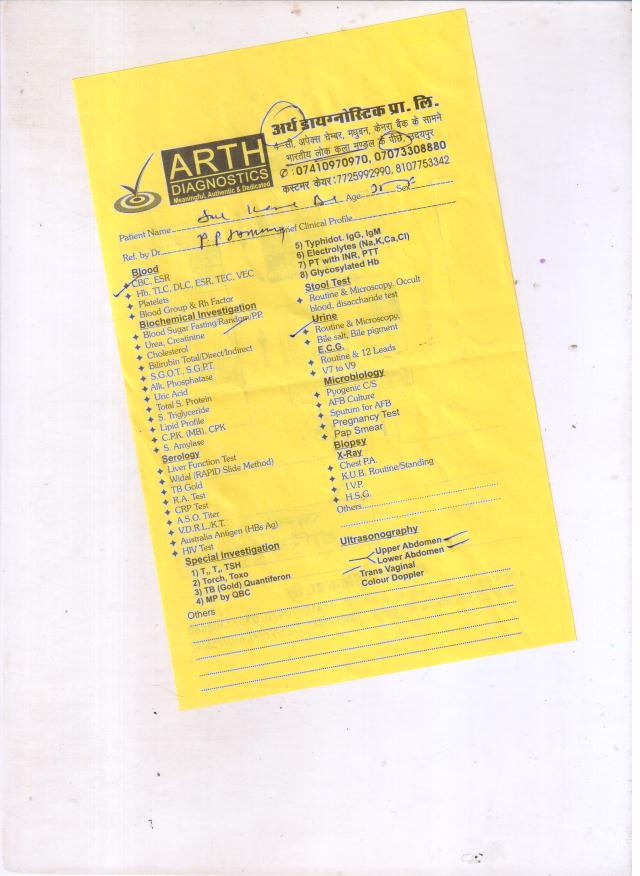 अर्थ डायग्नोस्टिक प्रा. लि.
4-सी, अपेक्स चेम्बर, मधुबन, केनरा बैंक के सामने
भारतीय लोक कला मण्डल के पीछे, उदयपुर
✆ : 07410970970, 07073308880
कस्टमर केयर : 7725992990, 8107753342
ARTH
DIAGNOSTICS
Meaningful, Authentic & Dedicated
Patient Name Age Sex
Ref. by Dr. Brief Clinical Profile
Blood
CBC, ESR
Hb, TLC, DLC, ESR, TEC, VEC
Platelets
Blood Group & Rh Factor
Biochemical Investigation
Blood Sugar Fasting/Random/P.P.
Urea, Creatinine
Cholesterol
Bilirubin Total/Direct/Indirect
S.G.O.T., S.G.P.T.
Alk, Phosphatase
Uric Acid
Total S. Protein
S. Triglyceride
Lipid Profile
C.P.K. (MB), CPK
S. Amylase
Serology
Liver Function Test
Widal (RAPID Slide Method)
TB Gold
R.A. Test
CRP Test
A.S.O. Titer
V.D.R.L./K.T.
Australia Antigen (HBs Ag)
HIV Test
Special Investigation
1) T₃, T₄, TSH
2) Torch, Toxo
3) TB (Gold) Quantiferon
4) MP by QBC
5) Typhidot. IgG, IgM
6) Electrolytes (Na,K,Ca,Cl)
7) PT with INR, PTT
8) Glycosylated Hb
Stool Test
Routine & Microscopy, Occult
blood, disaccharide test
Urine
Routine & Microscopy,
Bile salt, Bile pigment
E.C.G.
Routine & 12 Leads
V7 to V9
Microbiology
Pyogenic C/S
AFB Culture
Sputum for AFB
Pregnancy Test
Pap Smear
Biopsy
X-Ray
Chest P.A.
K.U.B. Routine/Standing
I.V.P.
H.S.G.
Others
Ultrasonography
Upper Abdomen
Lower Abdomen
Trans Vaginal
Colour Doppler
Others